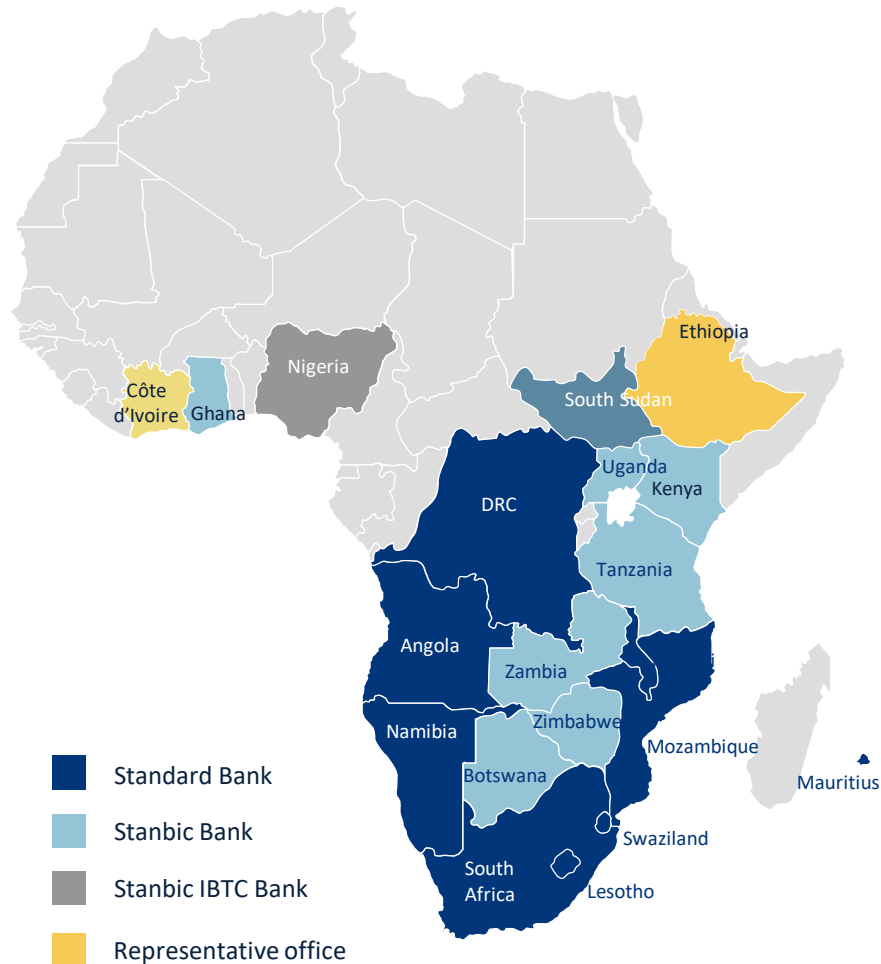 Ethiopia
Nigeria
Côte
d’Ivoire
Ghana
South Sudan
Uganda
Kenya
DRC
Tanzania
Angola
Zambia
Namibia
Zimbabwe
Mozambique
Botswana
Mauritius
Swaziland
South
Africa
Lesotho
Standard Bank
Stanbic Bank
Stanbic IBTC Bank
Representative office